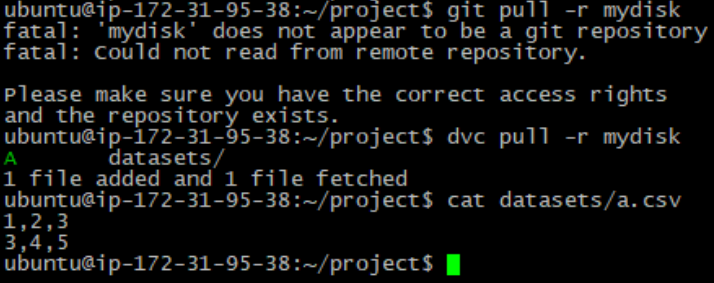 ubuntu@ip-172-31-95-38:~/project$ git pull -r mydisk
fatal: 'mydisk' does not appear to be a git repository
fatal: Could not read from remote repository.
Please make sure you have the correct access rights
and the repository exists.
ubuntu@ip-172-31-95-38:~/project$ dvc pull -r mydisk
A       datasets/
1 file added and 1 file fetched
ubuntu@ip-172-31-95-38:~/project$ cat datasets/a.csv
1,2,3
3,4,5
ubuntu@ip-172-31-95-38:~/project$